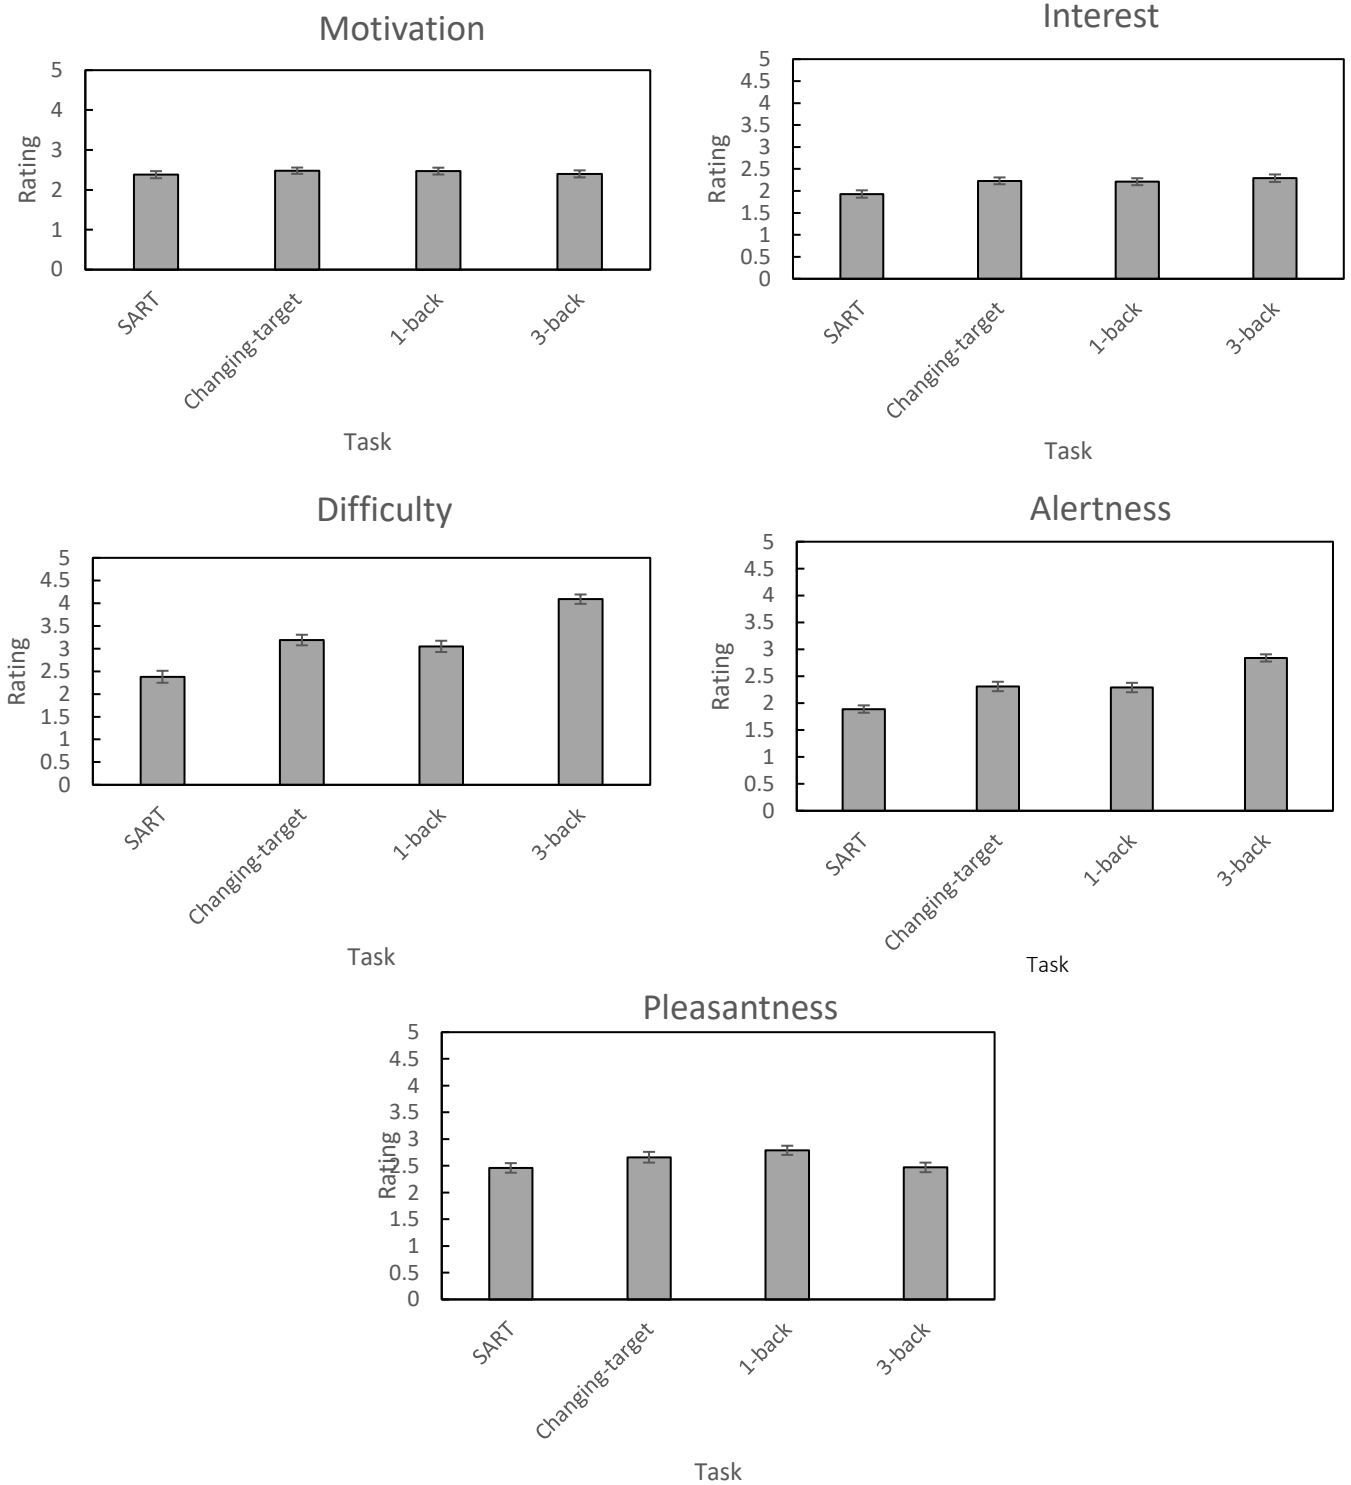 Motivation
5
4
3
2
1
0
Rating
SART
Changing-target
1-back
3-back
Task
Interest
5
4.5
4
3.5
3
2.5
2
1.5
1
0.5
0
Rating
SART
Changing-target
1-back
3-back
Task
Difficulty
5
4.5
4
3.5
3
2.5
2
1.5
1
0.5
0
Rating
SART
Changing-target
1-back
3-back
Task
Alertness
5
4.5
4
3.5
3
2.5
2
1.5
1
0.5
0
Rating
SART
Changing-target
1-back
3-back
Task
Pleasantness
5
4.5
4
3.5
3
2.5
2
1.5
1
0.5
0
Rating
SART
Changing-target
1-back
3-back
Task